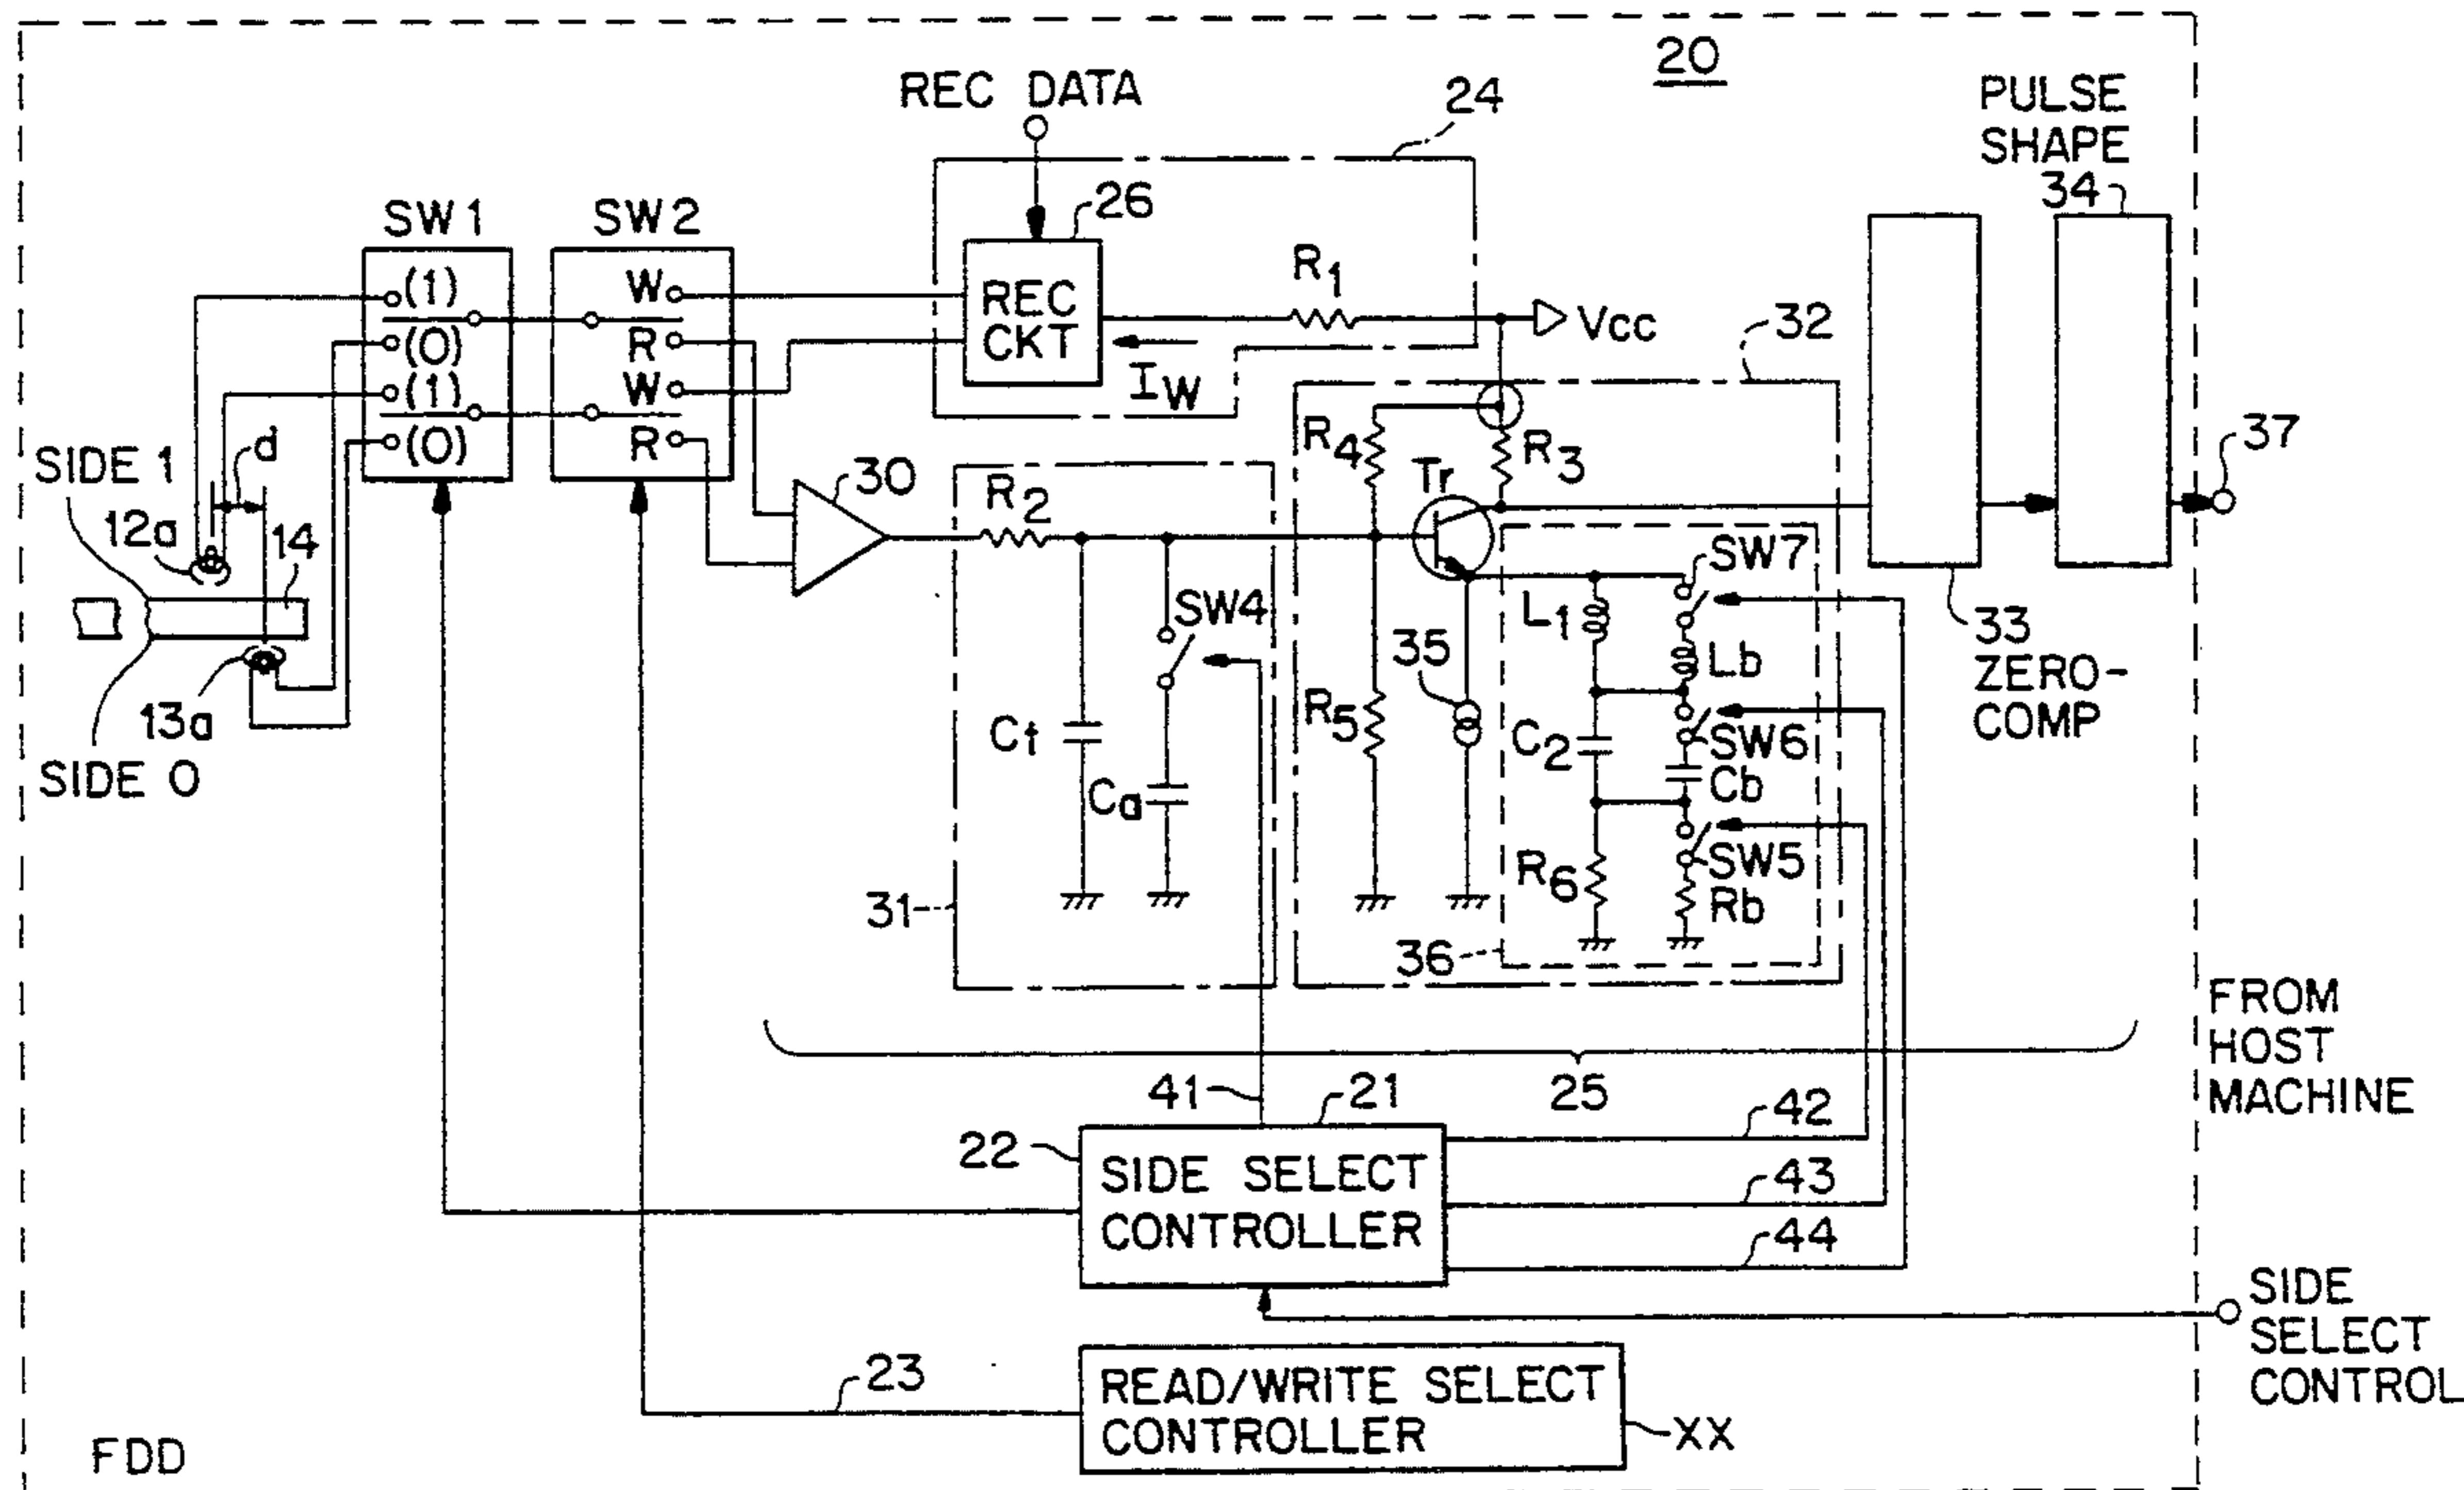 20
REC DATA
24
PULSE
SHAPE
34
SW1
SW2
26
(1)
(0)
(1)
(0)
W
R
W
R
REC
CKT
R1
Vcc
IW
32
SIDE 1
d
12a
14
13a
SIDE 0
30
R2
R4
R3
Tr
37
SW7
SW4
L1
Lb
35
33
ZERO-
COMP
C1
Ca
R5
C2
SW6
Cb
SW5
R6
Rb
31
36
FROM
HOST
MACHINE
25
41
21
42
22
SIDE SELECT
CONTROLLER
43
44
SIDE
SELECT
CONTROL
23
READ/WRITE SELECT
CONTROLLER
XX
FDD